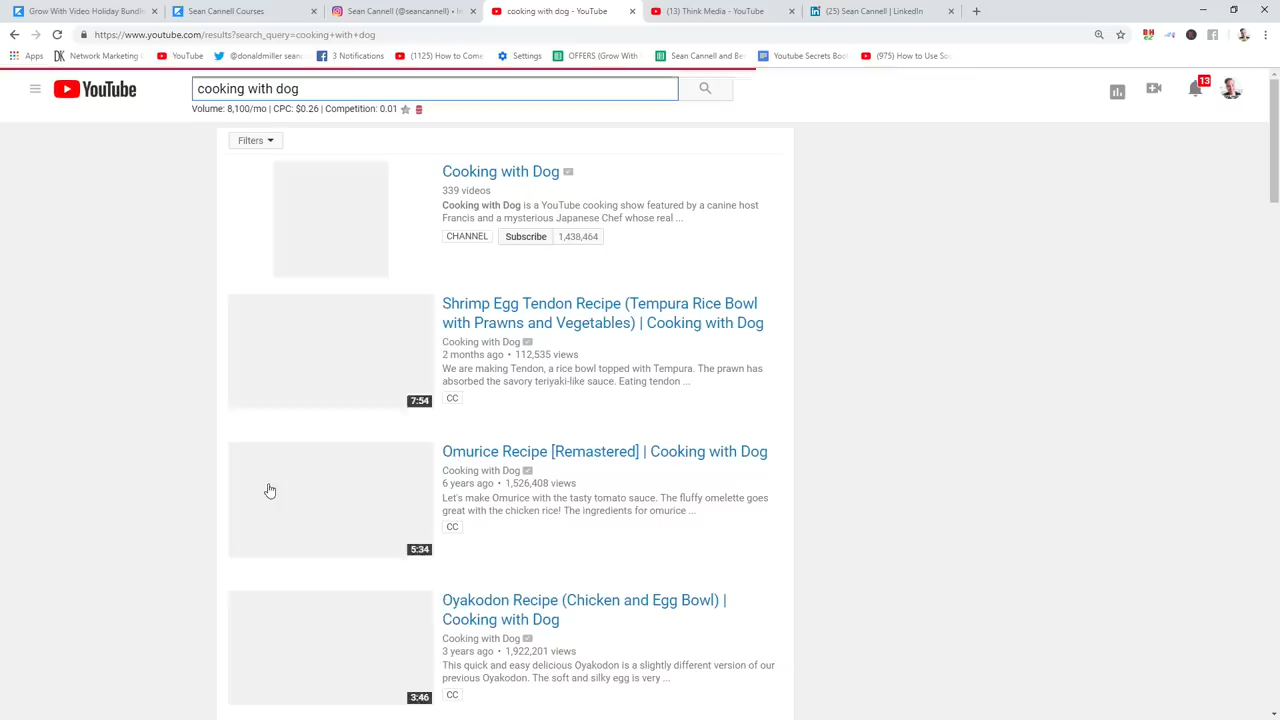 Grow With Video Holiday Bundle
Sean Cannell Courses
Sean Cannell (@seancannell) • In
cooking with dog - YouTube
(13) Think Media - YouTube
(25) Sean Cannell | LinkedIn
https://www.youtube.com/results?search_query=cooking+with+dog
Apps
Network Marketing
YouTube
@donaldmiller seanc
3 Notifications
(1125) How to Come
Settings
OFFERS (Grow With
Sean Cannell and Be
Youtube Secrets Boo
(975) How to Use So
YouTube
cooking with dog
13
Volume: 8,100/mo | CPC: $0.26 | Competition: 0.01
Filters
Cooking with Dog
339 videos
Cooking with Dog is a YouTube cooking show featured by a canine host
Francis and a mysterious Japanese Chef whose real ...
CHANNEL Subscribe 1,438,464
Shrimp Egg Tendon Recipe (Tempura Rice Bowl
with Prawns and Vegetables) | Cooking with Dog
Cooking with Dog
2 months ago • 112,535 views
We are making Tendon, a rice bowl topped with Tempura. The prawn has
absorbed the savory teriyaki-like sauce. Eating tendon ...
CC
7:54
Omurice Recipe [Remastered] | Cooking with Dog
Cooking with Dog
6 years ago • 1,526,408 views
Let's make Omurice with the tasty tomato sauce. The fluffy omelette goes
great with the chicken rice! The ingredients for omurice ...
CC
5:34
Oyakodon Recipe (Chicken and Egg Bowl) |
Cooking with Dog
Cooking with Dog
3 years ago • 1,922,201 views
This quick and easy delicious Oyakodon is a slightly different version of our
previous Oyakodon. The soft and silky egg is very ...
CC
3:46